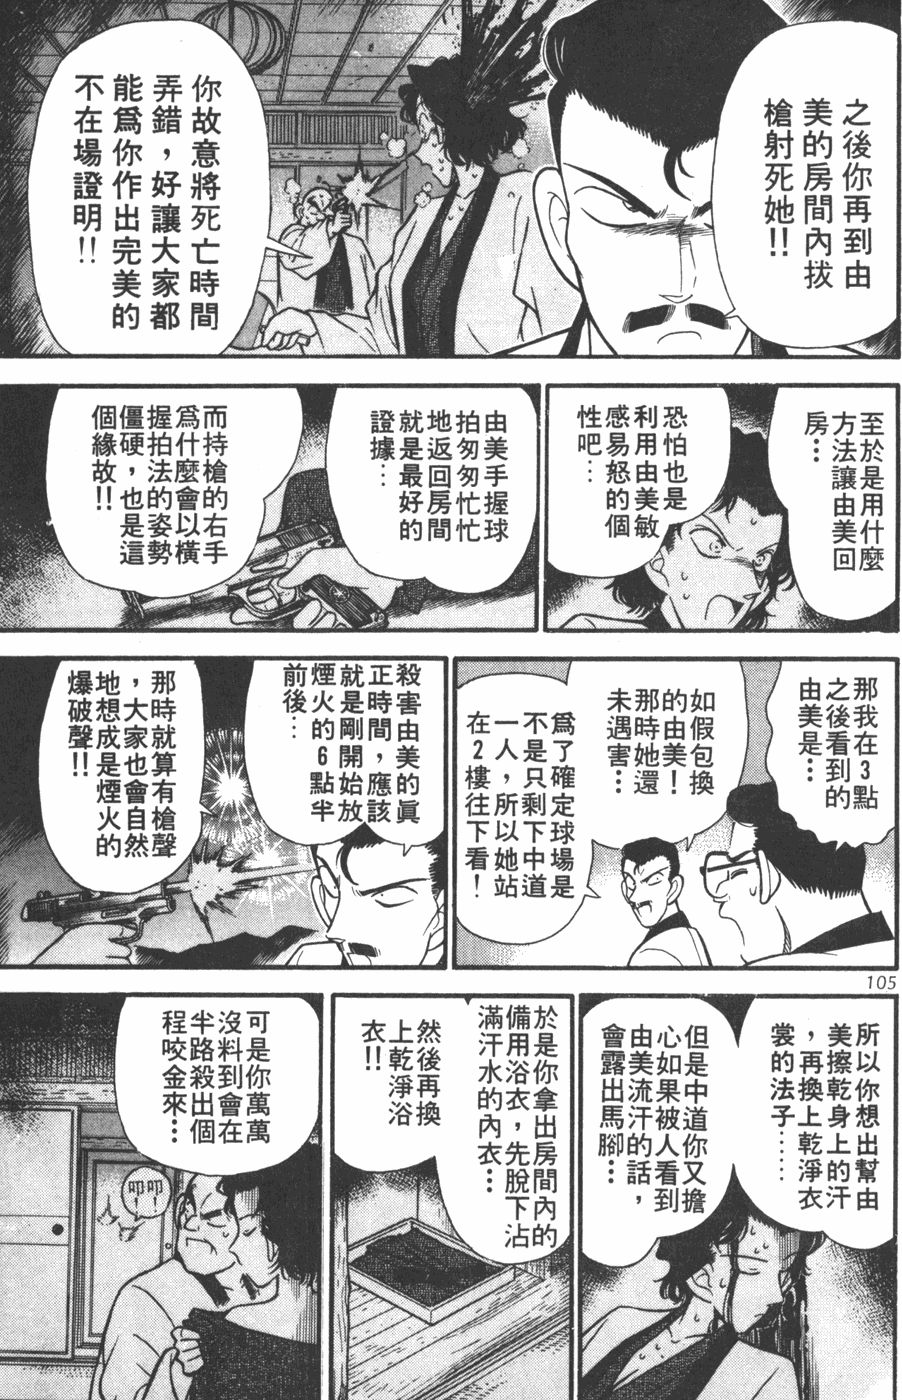 之後你再到由
美的房間內拔
槍射死她!!
你故意將死亡時間
弄錯，好讓大家都
能為你作出完美的
不在場證明!!
至於是用什麼
方法讓由美回
房…
恐怕也是
利用由美敏
感易怒的個
性吧…
由美手握球
拍匆匆忙忙
地返回房間
就是最好的
證據…
而持槍的右手
為什麼會以橫
握拍法的姿勢
僵硬，也是這
個緣故!!
那我在3點
之後看到的
由美是…
如假包換
的由美!
那時她還
未遇害…
為了確定球場是
不是只剩下中道
一人，所以她站
在2樓往下看!
殺害由美的真
正時間，應該
就是剛開始放
煙火的6點半
前後…
那時就算有槍聲
，大家也會自然
地想成是煙火的
爆破聲!!
105
所以你想出幫由
美擦乾身上的汗
，再換上乾淨衣
裳的法子……
但是中道你又擔
心如果被人看到
由美流汗的話，
會露出馬腳…
於是你拿出房間內的
備用浴衣，先脫下沾
滿汗水的內衣…
然後再換
上乾淨浴
衣!!
可是你萬萬
沒料到會在
半路殺出個
程咬金來…
叩!
叩!